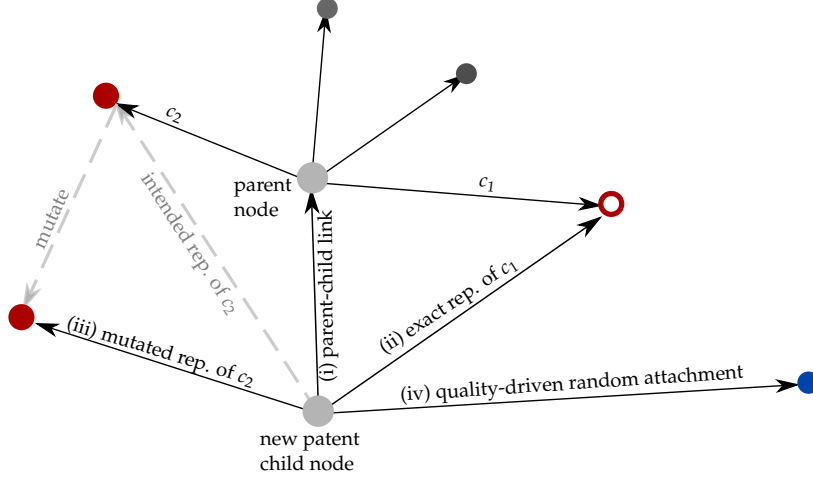 c2
c1
parent
node
mutate
intended rep. of c2
(i) parent-child link
(ii) exact rep. of c1
(iii) mutated rep. of c2
(iv) quality-driven random attachment
new patent
child node